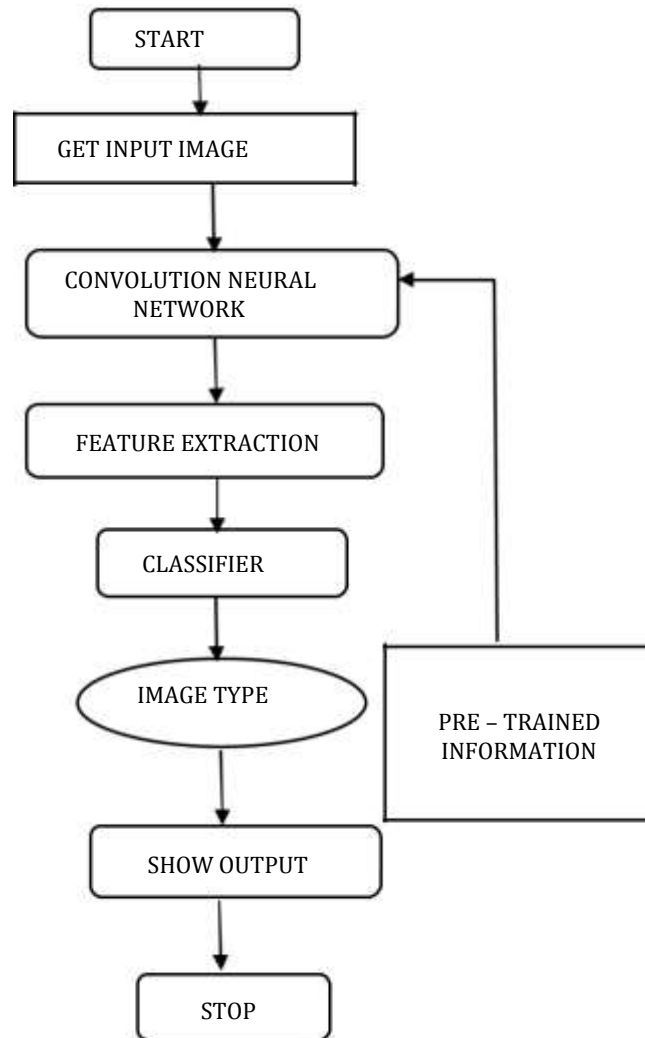 START
GET INPUT IMAGE
CONVOLUTION NEURAL
NETWORK
FEATURE EXTRACTION
CLASSIFIER
IMAGE TYPE
PRE – TRAINED
INFORMATION
SHOW OUTPUT
STOP